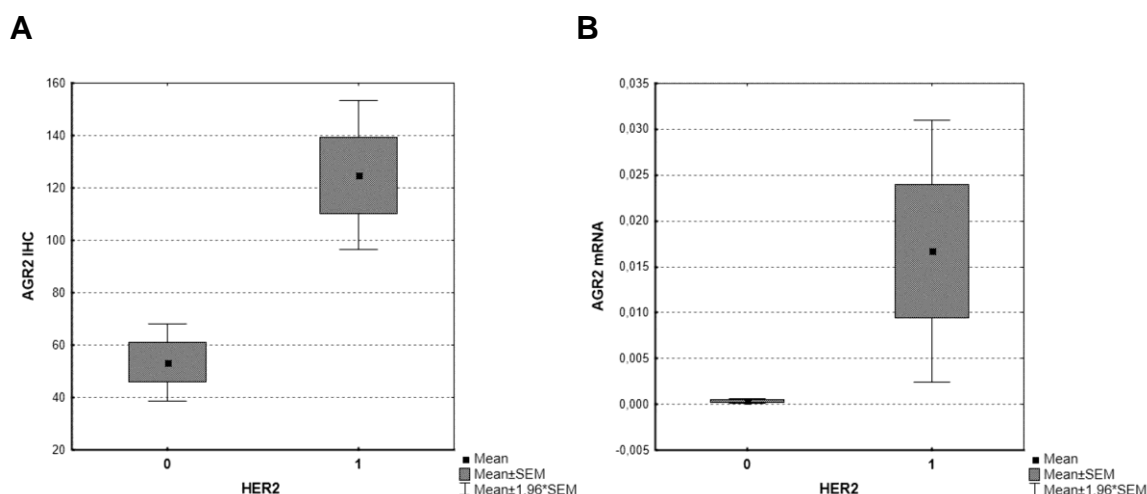 A
160
140
120
100
80
60
40
20
AGR2 IHC
0
1
HER2
■ Mean
Mean±SEM
Mean±1.96*SEM
B
0,035
0,030
0,025
0,020
0,015
0,010
0,005
0,000
-0,005
AGR2 mRNA
0
1
HER2
■ Mean
Mean±SEM
Mean±1.96*SEM